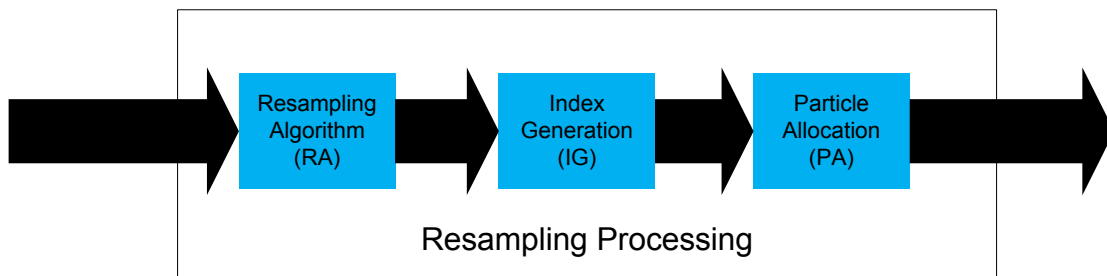 Resampling
Algorithm
(RA)
Index
Generation
(IG)
Particle
Allocation
(PA)
Resampling Processing